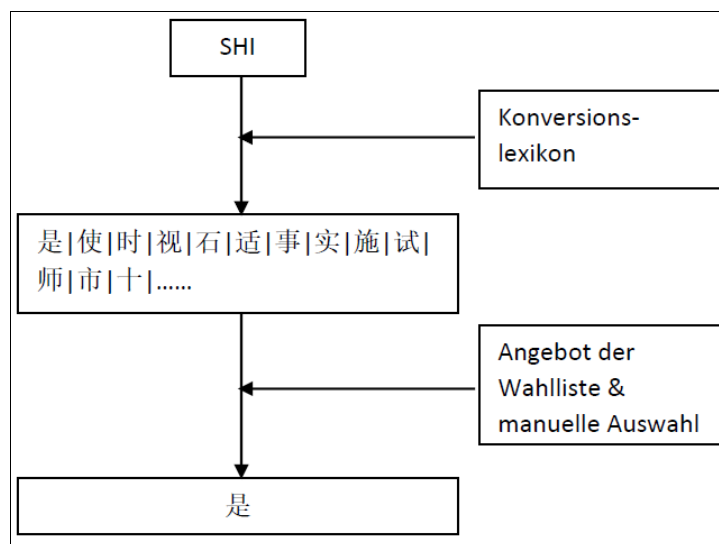 SHI
Konversions-
lexikon
是|使|时|视|石|适|事|实|施|试|
师|市|十|......
Angebot der
Wahlliste &
manuelle Auswahl
是